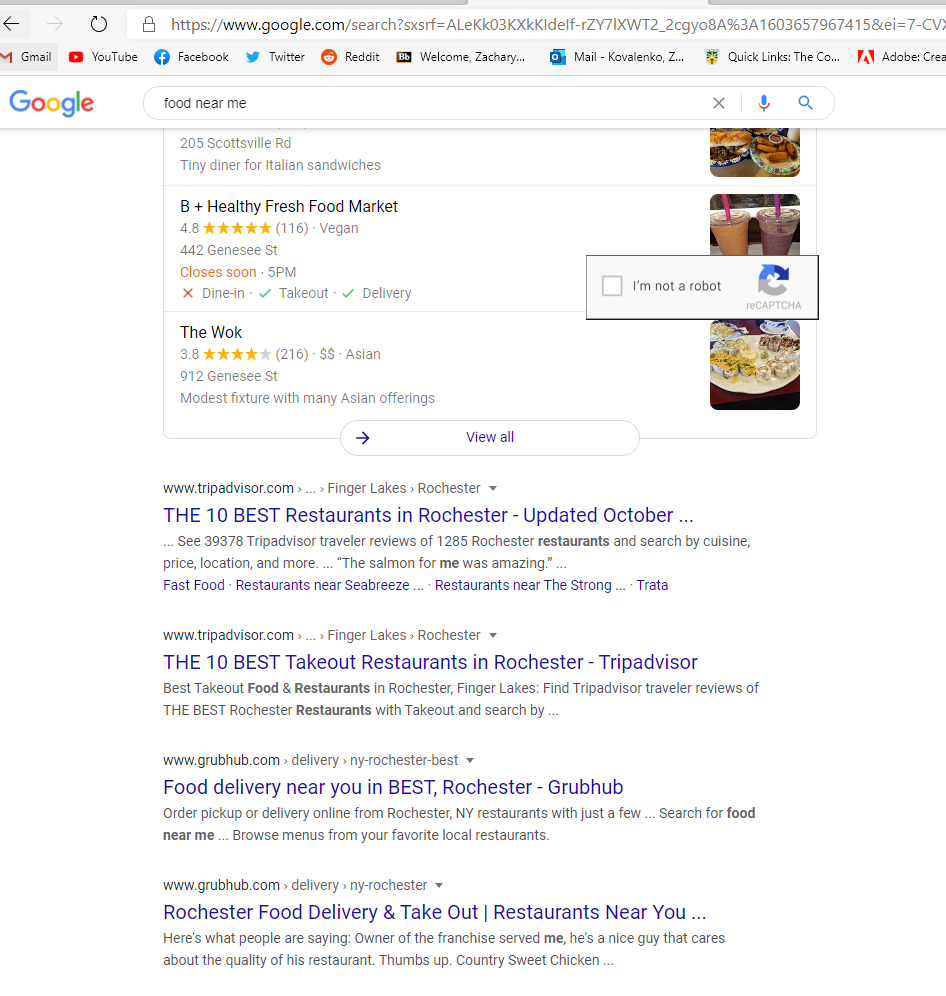 https://www.google.com/search?sxsrf=ALeKk03KXkKIdeIf-rZY7lXWT2_2cgyo8A%3A1603657967415&ei=7-CV
Gmail YouTube Facebook Twitter Reddit Bb Welcome, Zachary... Mail - Kovalenko, Z... Quick Links: The Co... Adobe: Crea
Google food near me
205 Scottsville Rd
Tiny diner for Italian sandwiches
B + Healthy Fresh Food Market
4.8 (116) · Vegan
442 Genesee St
Closes soon · 5PM
Dine-in · Takeout · Delivery
I'm not a robot
reCAPTCHA
The Wok
3.8 (216) · $$ · Asian
912 Genesee St
Modest fixture with many Asian offerings
View all
www.tripadvisor.com › ... › Finger Lakes › Rochester
THE 10 BEST Restaurants in Rochester - Updated October ...
... See 39378 Tripadvisor traveler reviews of 1285 Rochester restaurants and search by cuisine,
price, location, and more. ... “The salmon for me was amazing.” ...
Fast Food · Restaurants near Seabreeze ... · Restaurants near The Strong ... · Trata
www.tripadvisor.com › ... › Finger Lakes › Rochester
THE 10 BEST Takeout Restaurants in Rochester - Tripadvisor
Best Takeout Food & Restaurants in Rochester, Finger Lakes: Find Tripadvisor traveler reviews of
THE BEST Rochester Restaurants with Takeout and search by ...
www.grubhub.com › delivery › ny-rochester-best
Food delivery near you in BEST, Rochester - Grubhub
Order pickup or delivery online from Rochester, NY restaurants with just a few ... Search for food
near me ... Browse menus from your favorite local restaurants.
www.grubhub.com › delivery › ny-rochester
Rochester Food Delivery & Take Out | Restaurants Near You ...
Here's what people are saying: Owner of the franchise served me, he's a nice guy that cares
about the quality of his restaurant. Thumbs up. Country Sweet Chicken ...